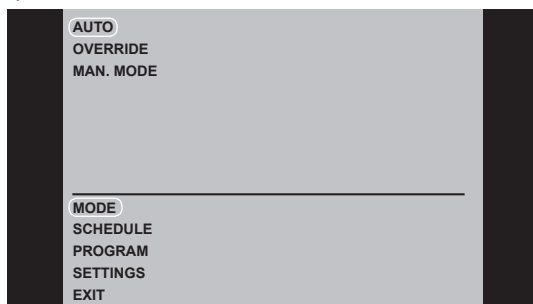 AUTO
OVERRIDE
MAN. MODE
MODE
SCHEDULE
PROGRAM
SETTINGS
EXIT